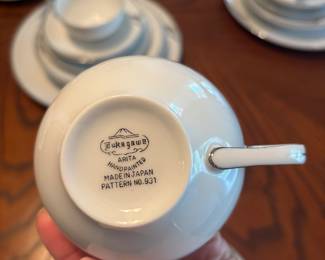 Fukagawa
ARITA
HANDPAINTED
MADE IN JAPAN
PATTERN NO. 931